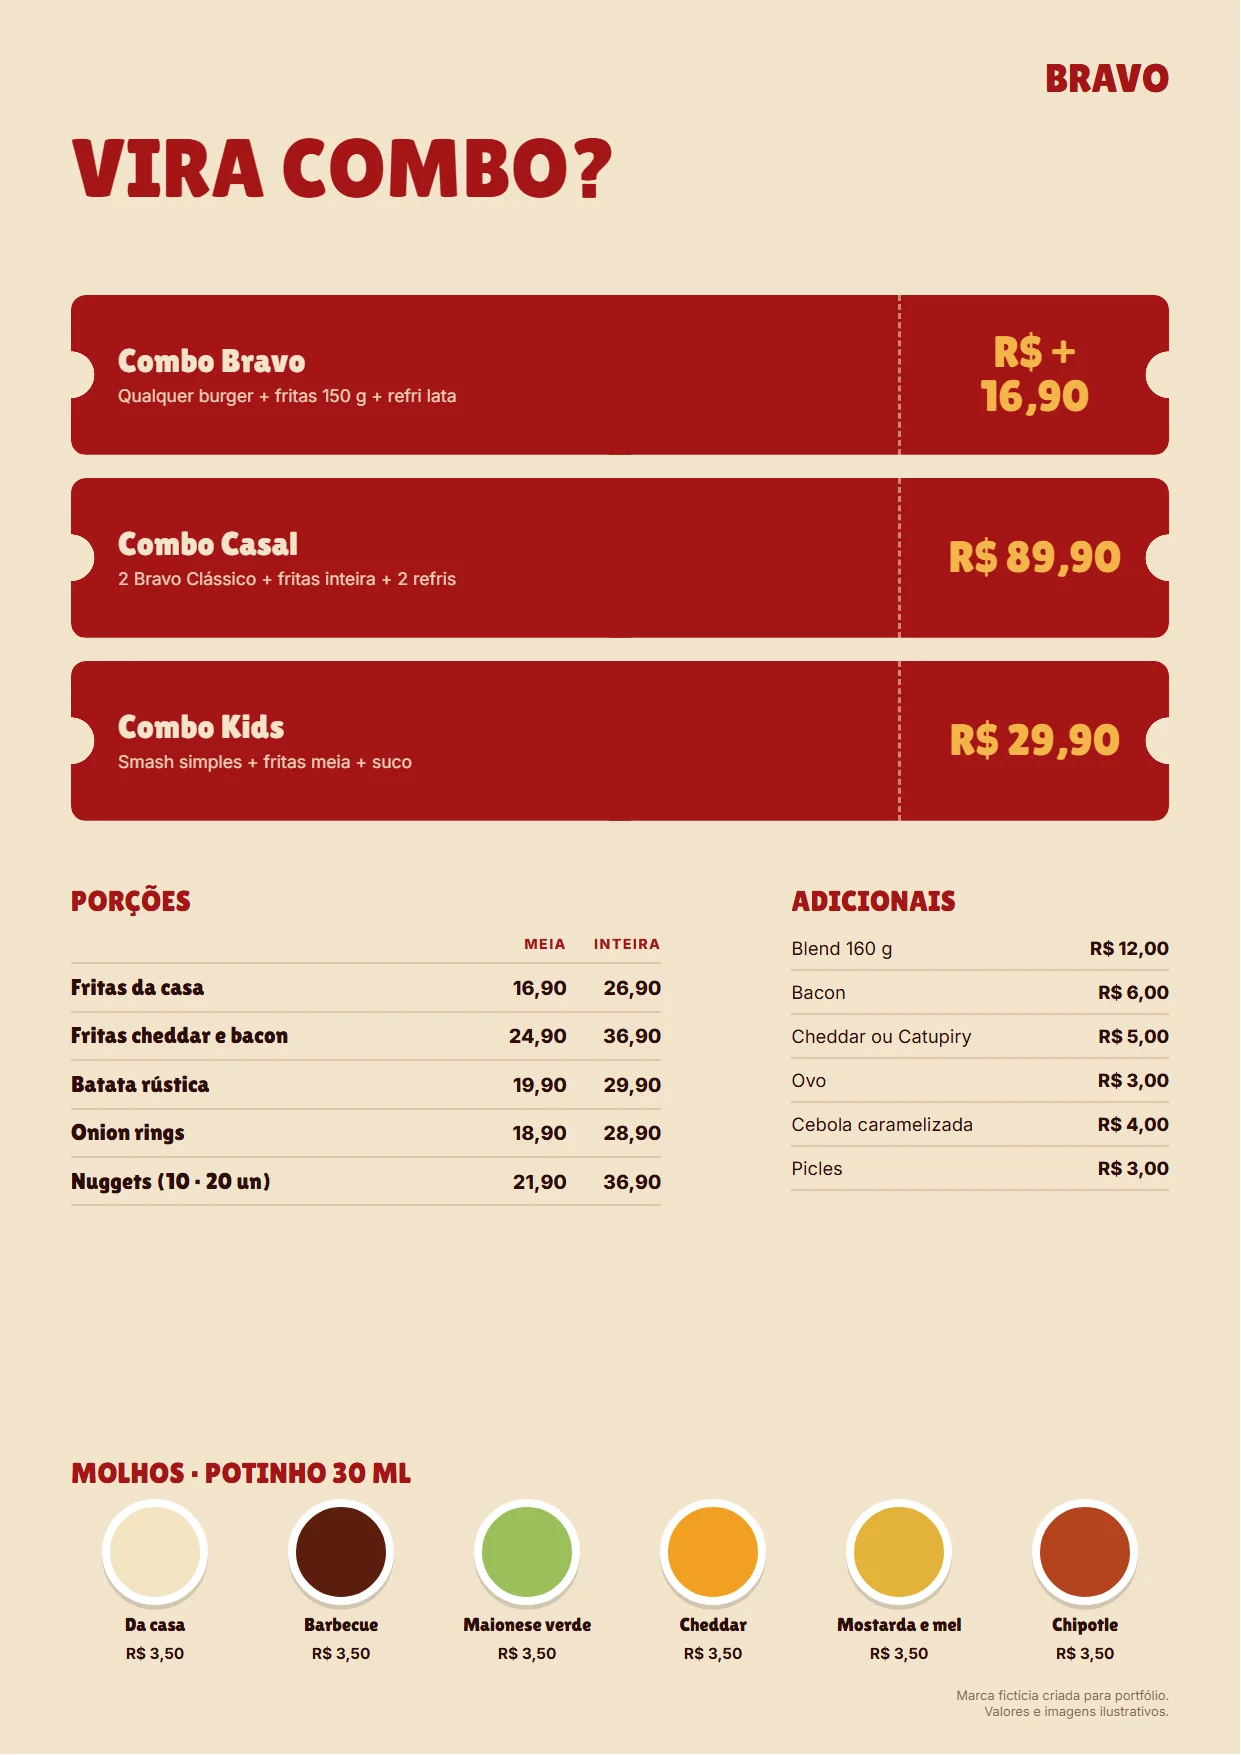 BRAVO
VIRA COMBO?
Combo Bravo
Qualquer burger + fritas 150 g + refri lata
R$ +
16,90
Combo Casal
2 Bravo Clássico + fritas inteira + 2 refris
R$ 89,90
Combo Kids
Smash simples + fritas meia + suco
R$ 29,90
PORÇÕES
MEIA INTEIRA
Fritas da casa 16,90 26,90
Fritas cheddar e bacon 24,90 36,90
Batata rústica 19,90 29,90
Onion rings 18,90 28,90
Nuggets (10 · 20 un) 21,90 36,90
ADICIONAIS
Blend 160 g R$ 12,00
Bacon R$ 6,00
Cheddar ou Catupiry R$ 5,00
Ovo R$ 3,00
Cebola caramelizada R$ 4,00
Picles R$ 3,00
MOLHOS · POTINHO 30 ML
Da casa Barbecue Maionese verde Cheddar Mostarda e mel Chipotle
R$ 3,50 R$ 3,50 R$ 3,50 R$ 3,50 R$ 3,50 R$ 3,50
Marca fictícia criada para portfólio.
Valores e imagens ilustrativos.